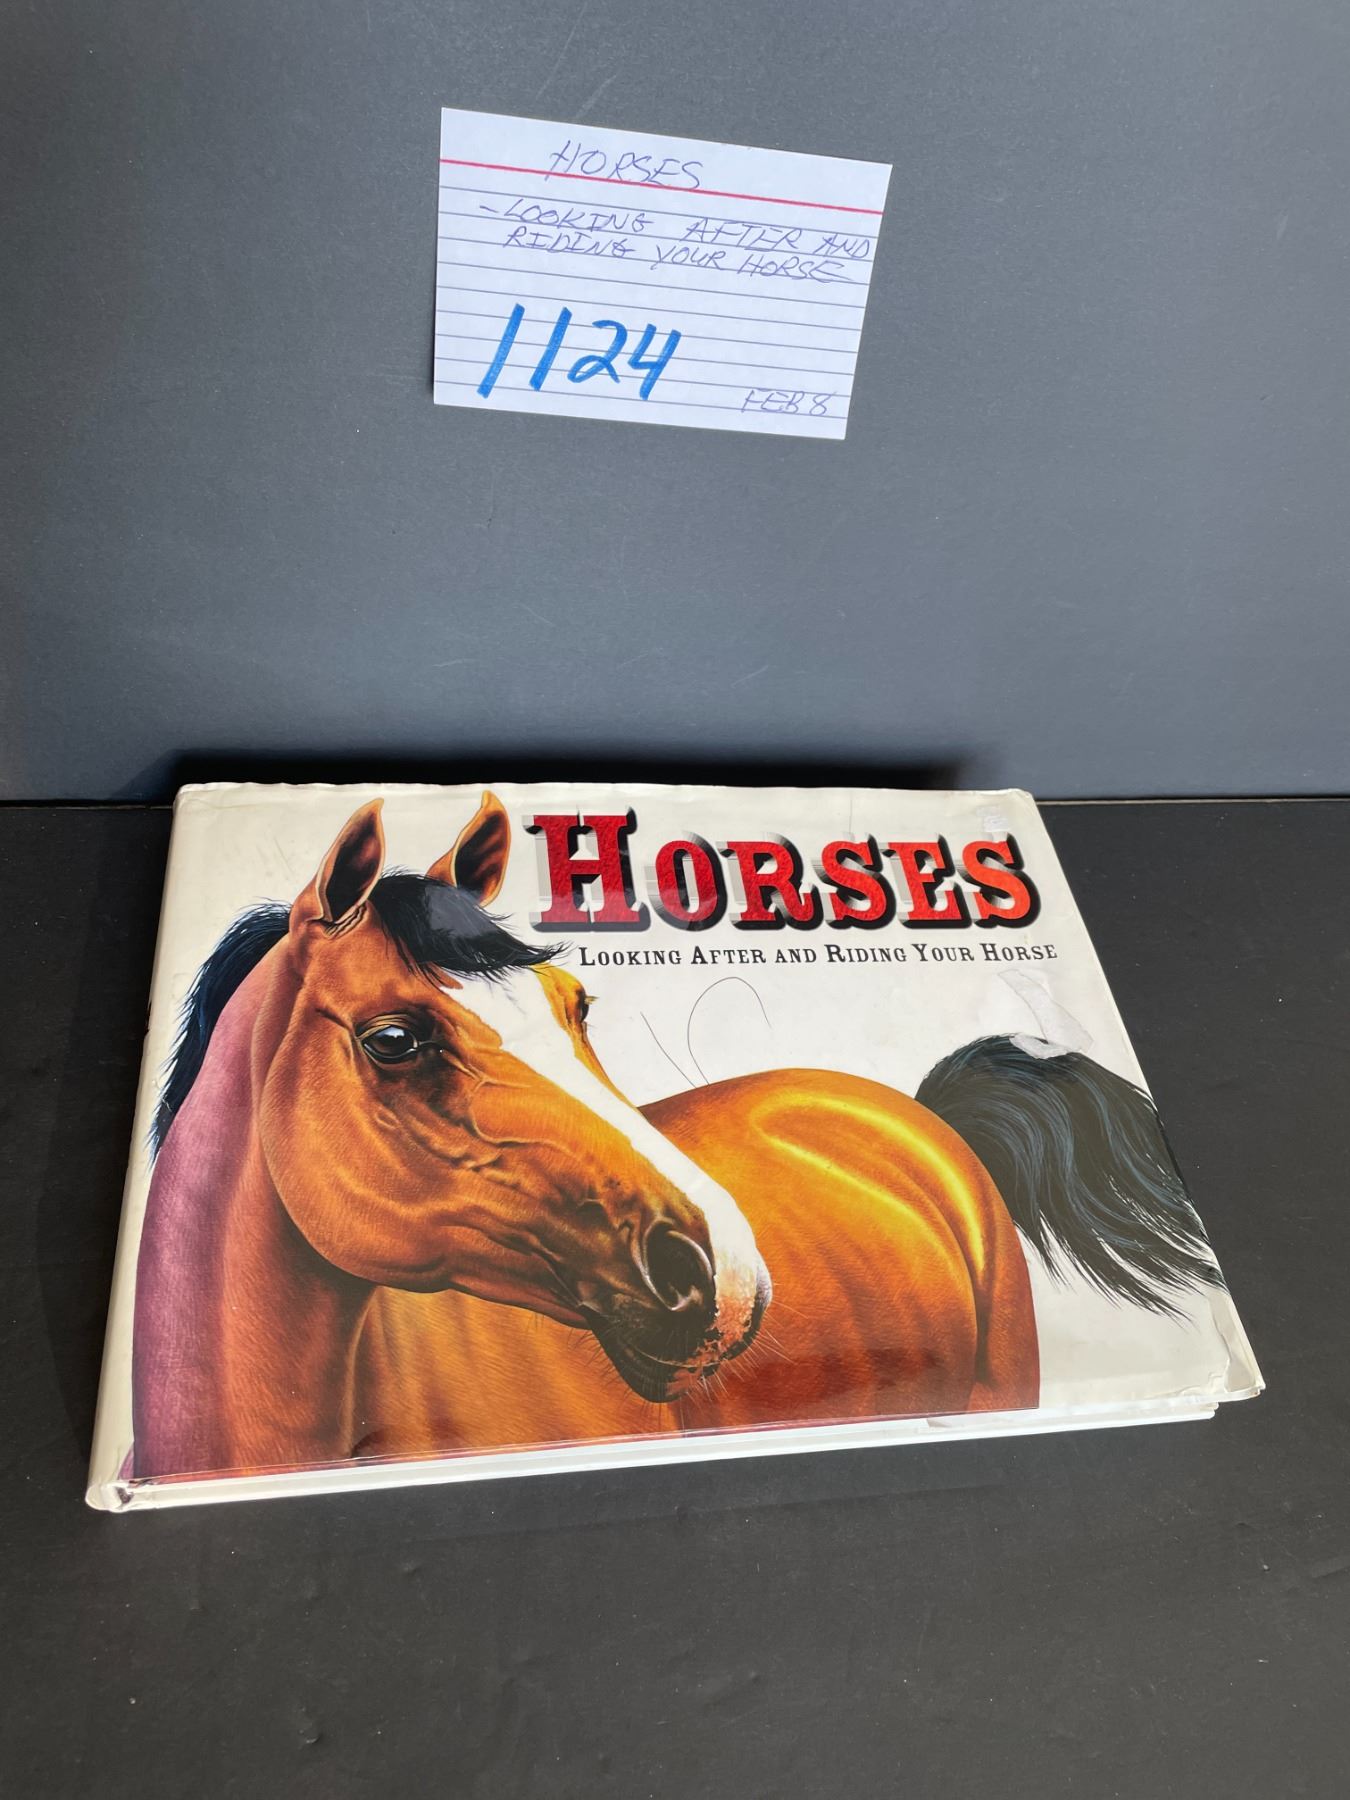 HORSES
-LOOKING AFTER AND
RIDING YOUR HORSE
1124
FEB 8
HORSES
LOOKING AFTER AND RIDING YOUR HORSE